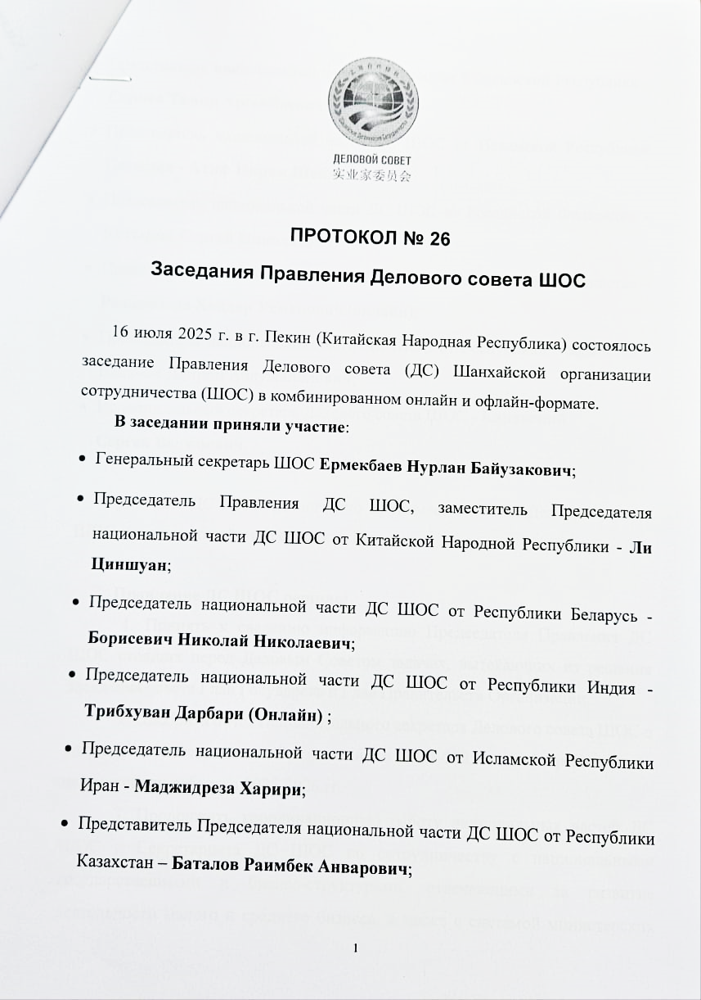 ДЕЛОВОЙ СОВЕТ
实业家委员会
ПРОТОКОЛ № 26
Заседания Правления Делового совета ШОС
16 июля 2025 г. в г. Пекин (Китайская Народная Республика) состоялось
заседание Правления Делового совета (ДС) Шанхайской организации
сотрудничества (ШОС) в комбинированном онлайн и офлайн-формате.
В заседании приняли участие:
• Генеральный секретарь ШОС Ермекбаев Нурлан Байузакович;
• Председатель Правления ДС ШОС, заместитель Председателя
национальной части ДС ШОС от Китайской Народной Республики - Ли
Циншуан;
• Председатель национальной части ДС ШОС от Республики Беларусь -
Борисевич Николай Николаевич;
• Председатель национальной части ДС ШОС от Республики Индия -
Трибхуван Дарбари (Онлайн) ;
• Председатель национальной части ДС ШОС от Исламской Республики
Иран - Маджидреза Харири;
• Представитель Председателя национальной части ДС ШОС от Республики
Казахстан – Баталов Раимбек Анварович;
1